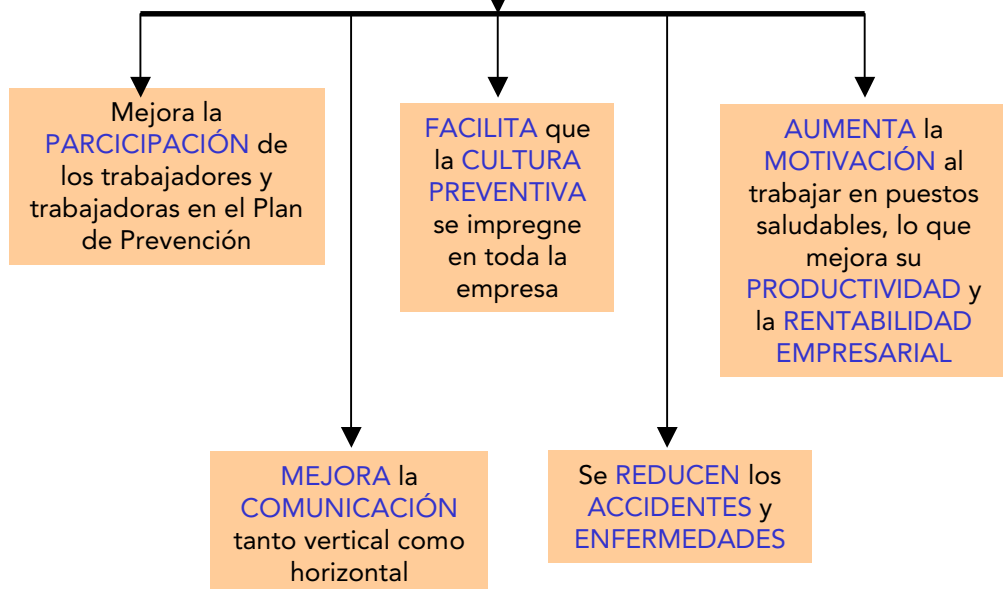 Mejora la
PARCICIPACIÓN de
los trabajadores y
trabajadoras en el Plan
de Prevención
FACILITA que
la CULTURA
PREVENTIVA
se impregne
en toda la
empresa
AUMENTA la
MOTIVACIÓN al
trabajar en puestos
saludables, lo que
mejora su
PRODUCTIVIDAD y
la RENTABILIDAD
EMPRESARIAL
MEJORA la
COMUNICACIÓN
tanto vertical como
horizontal
Se REDUCEN los
ACCIDENTES y
ENFERMEDADES